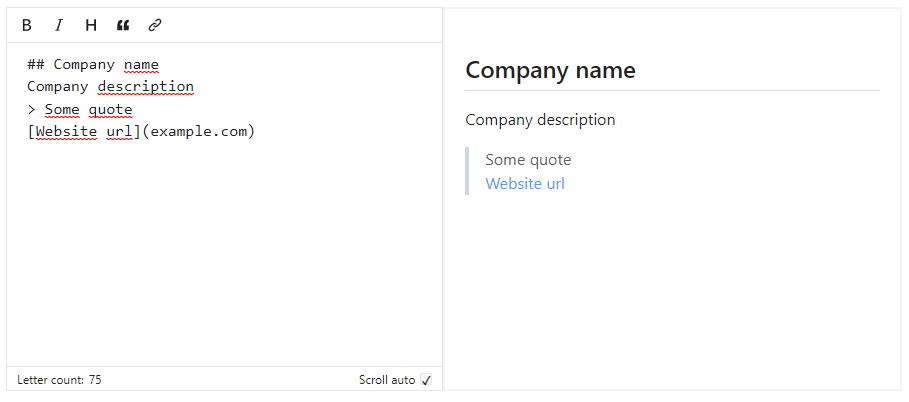 B I H
## Company name
Company description
> Some quote
[Website url](example.com)
Letter count: 75
Scroll auto
Company name
Company description
Some quote
Website url